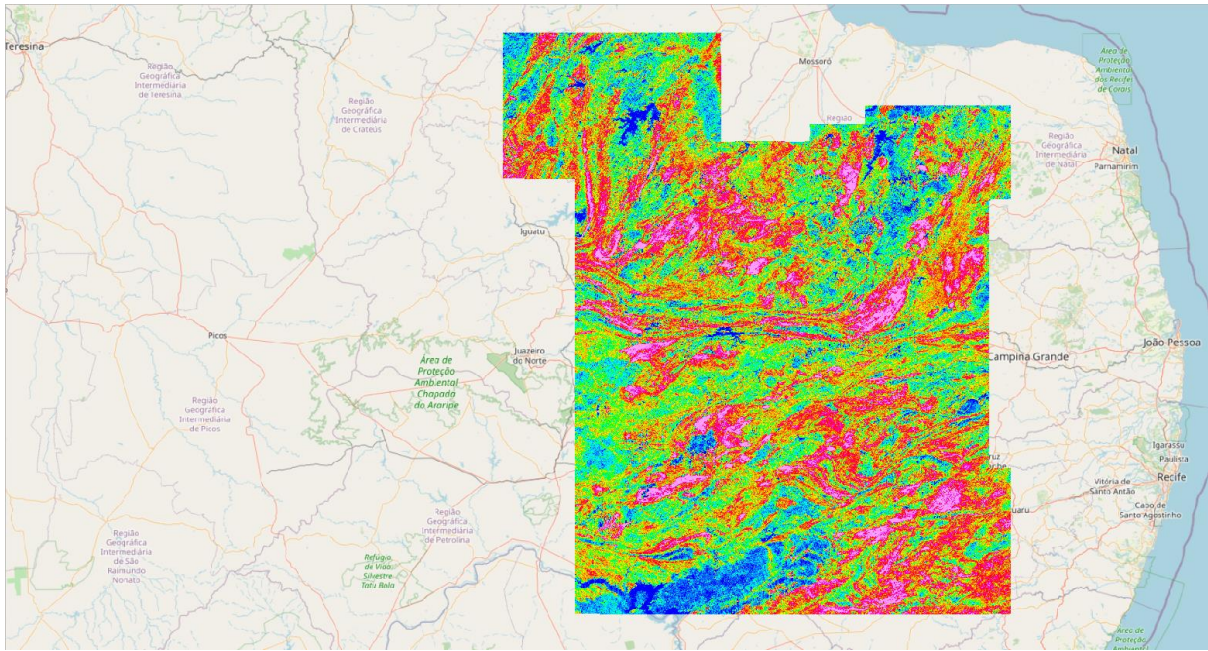 Teresina
Região
Geográfica
Intermediária
de Teresina
Região
Geográfica
Intermediária
de Crateús
Mossoró
Região
Área de
Proteção
Ambiental
dos Recifes
de Corais
Região
Geográfica
Intermediária
de Natal
Natal
Parnamirim
Iguatu
Picos
Juazeiro
do Norte
Área de
Proteção
Ambiental
Chapada
do Araripe
Campina Grande
João Pessoa
Região
Geográfica
Intermediária
de Picos
Igarassu
Paulista
Recife
Vitória de
Santo Antão
Cabo de
Santo Agostinho
Região
Geográfica
Intermediária
de Petrolina
Região
Geográfica
Intermediária
de São
Raimundo
Nonato
Refúgio
de Vida
Silvestre
Tatu Bola
Área de
Proteção
Ambiental